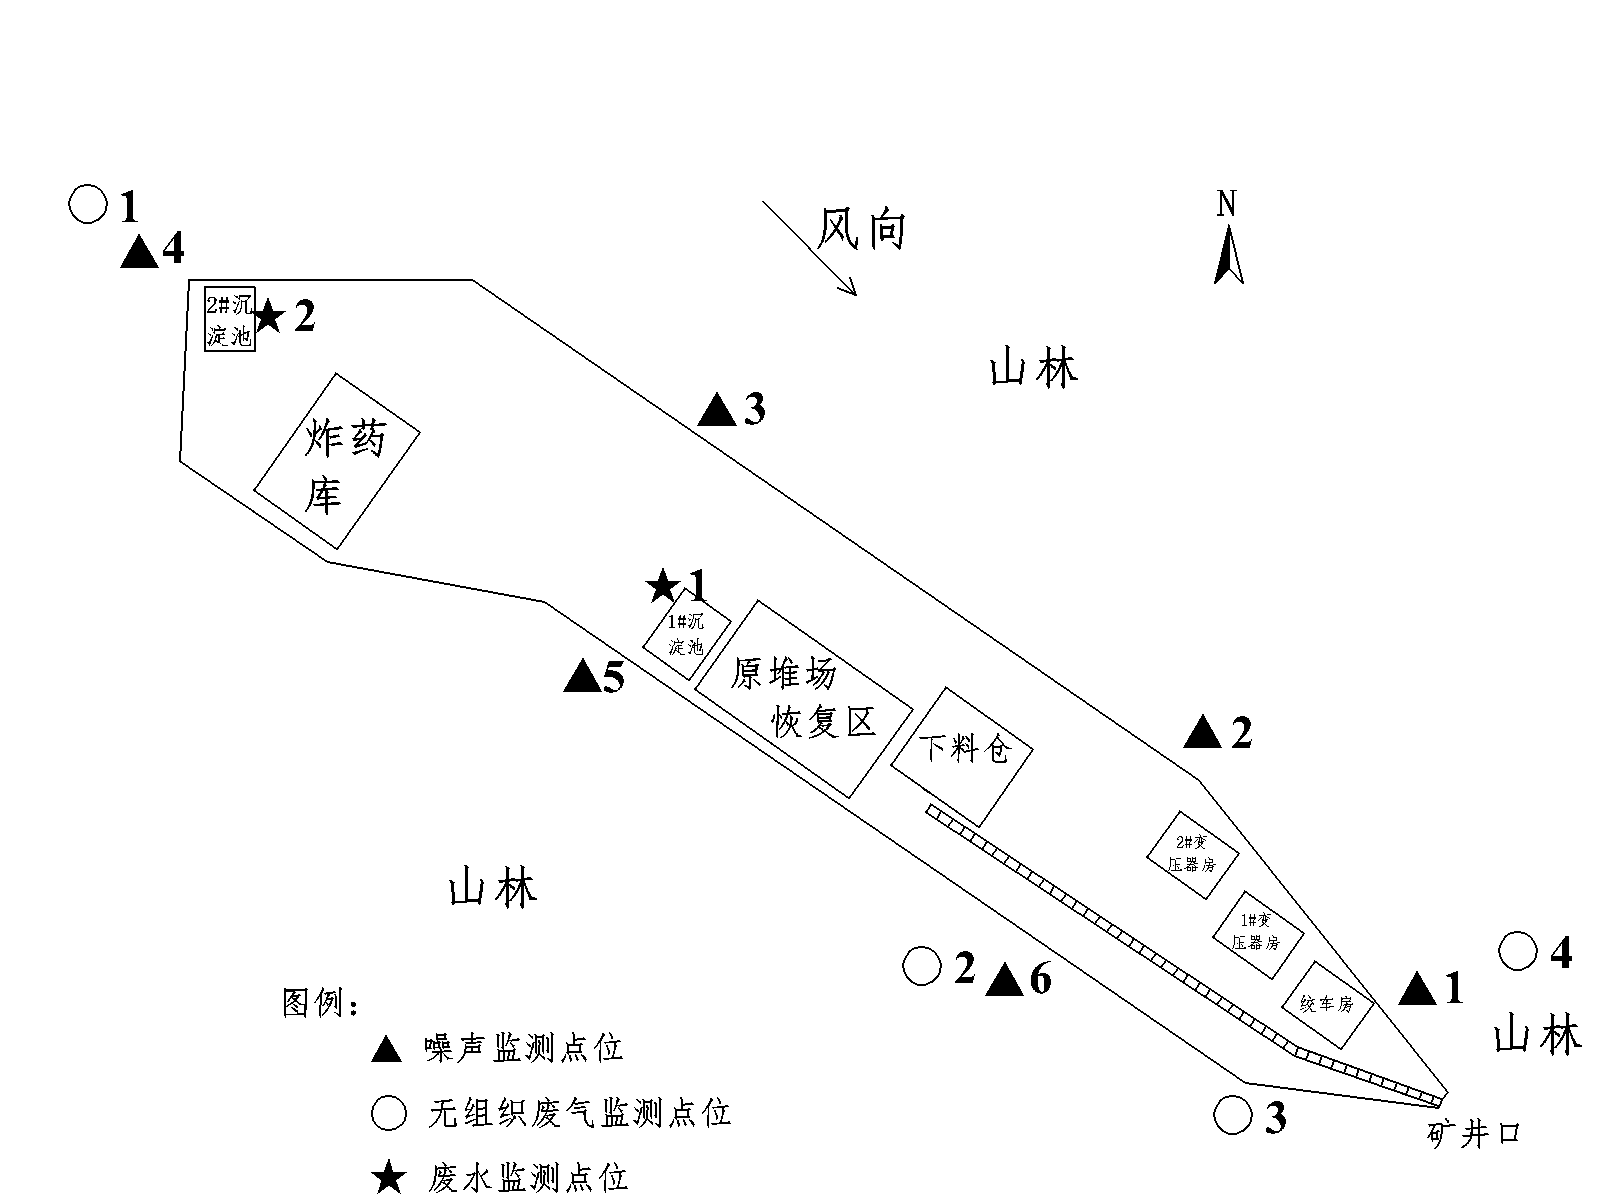 N
1
风向
4
2#沉
淀池
2
山林
3
炸药
库
1
1#沉
淀池
5
原堆场
恢复区
下料仓
2
2#变
压器房
山林
1#变
压器房
4
2
6
1
绞车房
山林
图例：
噪声监测点位
无组织废气监测点位
3
矿井口
废水监测点位